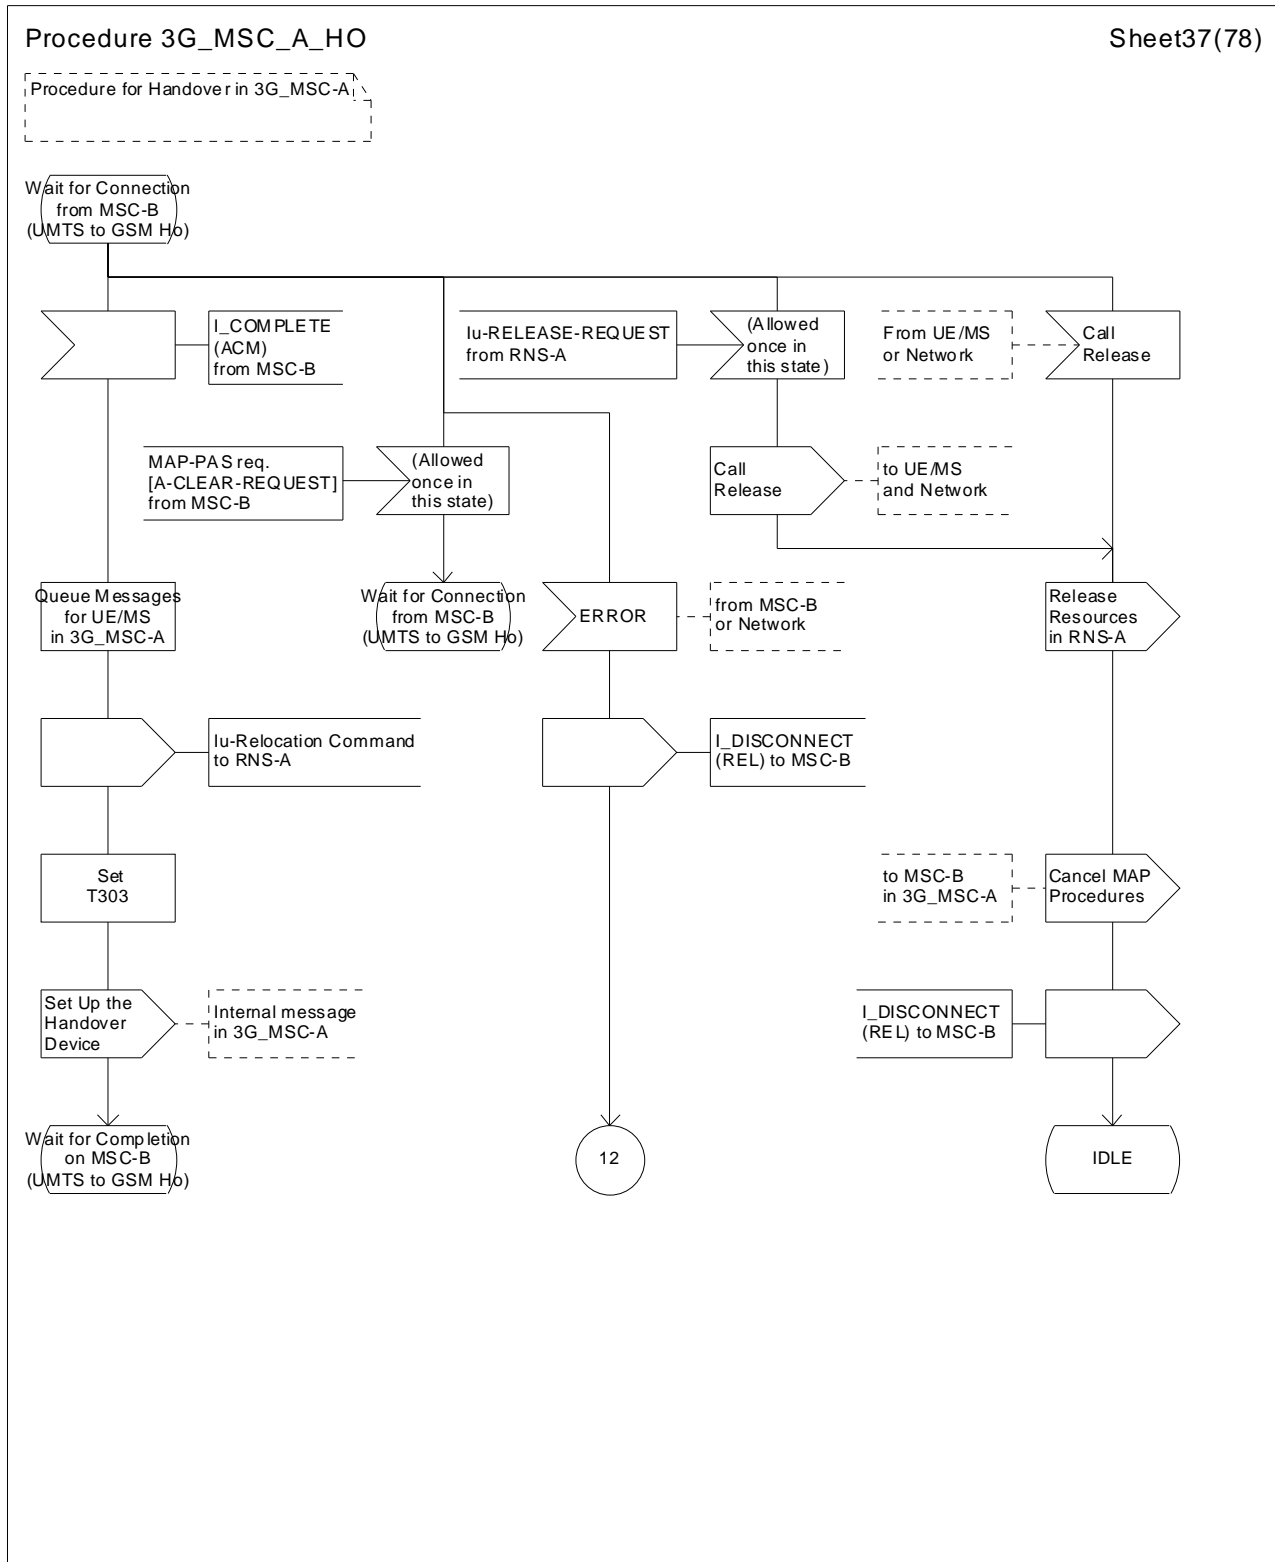 Procedure 3G_MSC_A_HO
Sheet37(78)
Procedure for Handover in 3G_MSC-A
Wait for Connection
from MSC-B
(UMTS to GSM Ho)
I_COMPLETE
(ACM)
from MSC-B
Iu-RELEASE-REQUEST
from RNS-A
(Allowed
once in
this state)
From UE/MS
or Network
Call
Release
MAP-PAS req.
[A-CLEAR-REQUEST]
from MSC-B
(Allowed
once in
this state)
Call
Release
to UE/MS
and Network
Queue Messages
for UE/MS
in 3G_MSC-A
Wait for Connection
from MSC-B
(UMTS to GSM Ho)
ERROR
from MSC-B
or Network
Release
Resources
in RNS-A
Iu-Relocation Command
to RNS-A
I_DISCONNECT
(REL) to MSC-B
Set
T303
to MSC-B
in 3G_MSC-A
Cancel MAP
Procedures
Set Up the
Handover
Device
Internal message
in 3G_MSC-A
I_DISCONNECT
(REL) to MSC-B
Wait for Completion
on MSC-B
(UMTS to GSM Ho)
12
IDLE